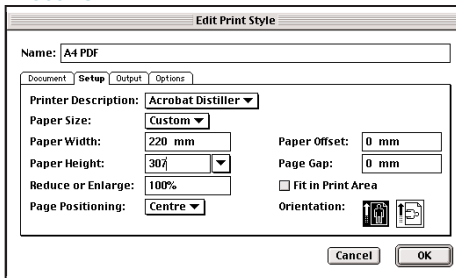 Edit Print Style
Name: A4 PDF
Document Setup Output Options
Printer Description: Acrobat Distiller
Paper Size: Custom
Paper Width: 220 mm Paper Offset: 0 mm
Paper Height: 307 Page Gap: 0 mm
Reduce or Enlarge: 100% Fit in Print Area
Page Positioning: Centre Orientation:
Cancel OK